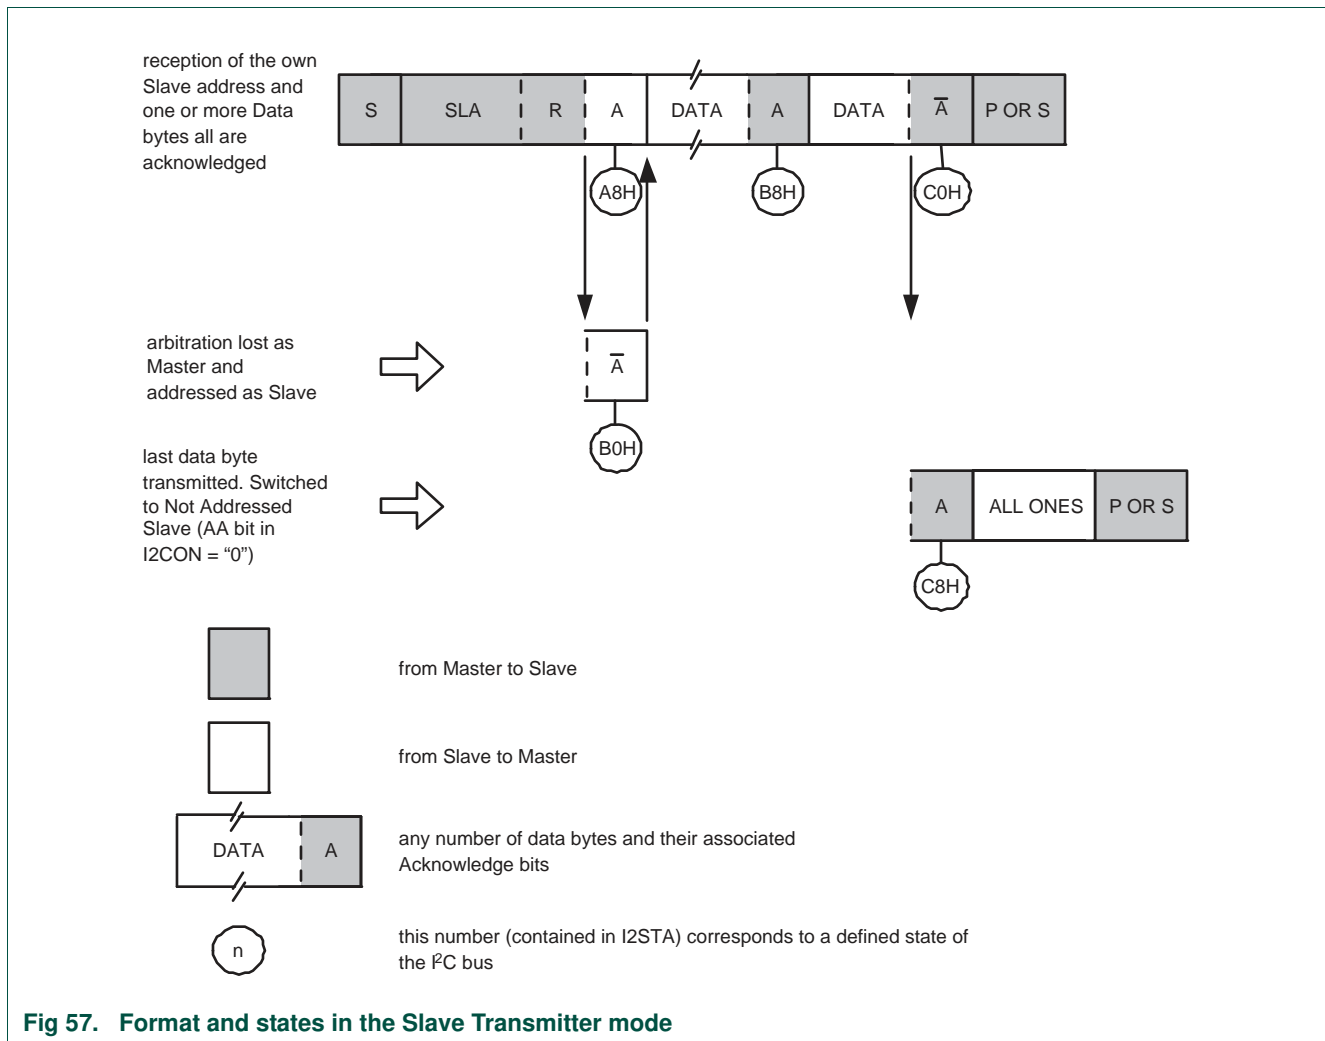 reception of the own
Slave address and
one or more Data
bytes all are
acknowledged
S SLA R A DATA A DATA A̅ P OR S
A8H B8H C0H
arbitration lost as
Master and
addressed as Slave
A̅
B0H
last data byte
transmitted. Switched
to Not Addressed
Slave (AA bit in
I2CON = “0”)
A ALL ONES P OR S
C8H
from Master to Slave
from Slave to Master
DATA A
any number of data bytes and their associated
Acknowledge bits
n
this number (contained in I2STA) corresponds to a defined state of
the I²C bus
Fig 57. Format and states in the Slave Transmitter mode